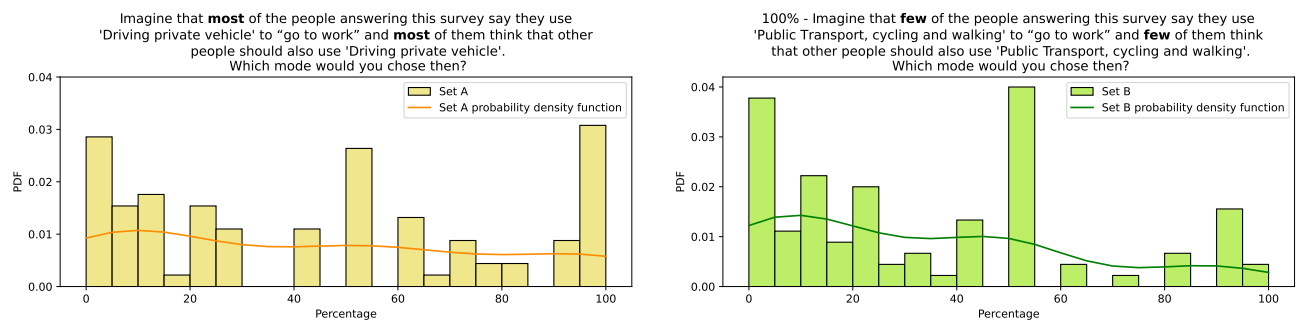 Imagine that most of the people answering this survey say they use
'Driving private vehicle' to “go to work” and most of them think that other
people should also use 'Driving private vehicle'.
Which mode would you chose then?
0.04
0.03
0.02
0.01
0.00
PDF
Set A
Set A probability density function
0 20 40 60 80 100
Percentage
100% - Imagine that few of the people answering this survey say they use
'Public Transport, cycling and walking' to “go to work” and few of them think
that other people should also use 'Public Transport, cycling and walking'.
Which mode would you chose then?
0.04
0.03
0.02
0.01
0.00
PDF
Set B
Set B probability density function
0 20 40 60 80 100
Percentage